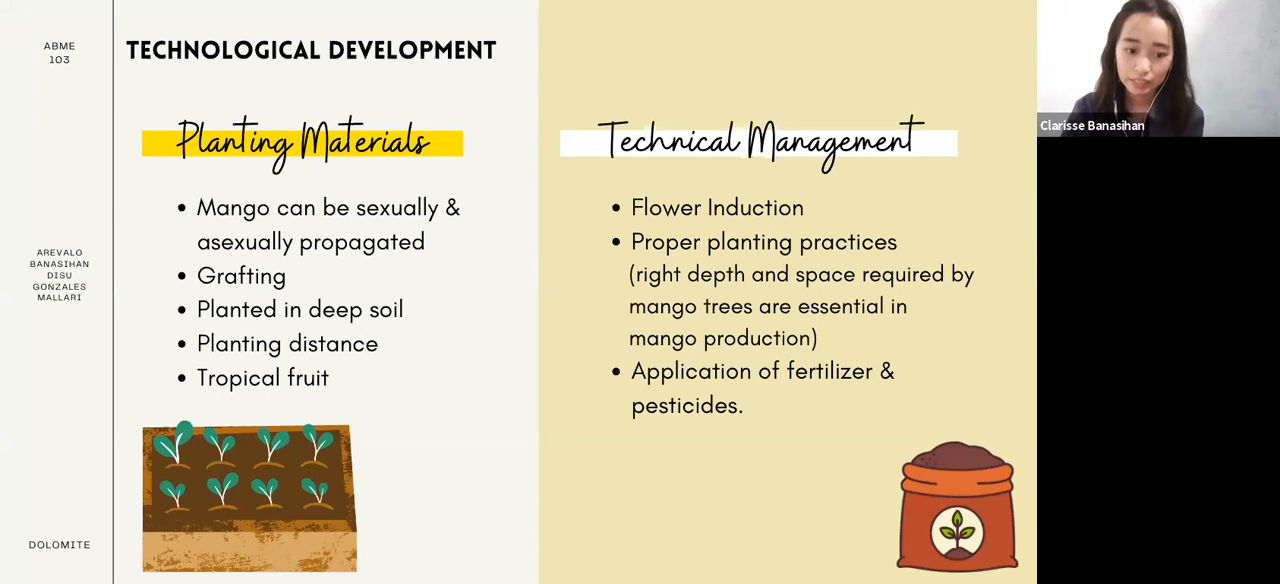 ABME
103
TECHNOLOGICAL DEVELOPMENT
Planting Materials
• Mango can be sexually &
asexually propagated
• Grafting
• Planted in deep soil
• Planting distance
• Tropical fruit
Technical Management
• Flower Induction
• Proper planting practices
(right depth and space required by
mango trees are essential in
mango production)
• Application of fertilizer &
pesticides.
AREVALO
BANASIHAN
DISU
GONZALES
MALLARI
DOLOMITE
Clarisse Banasihan